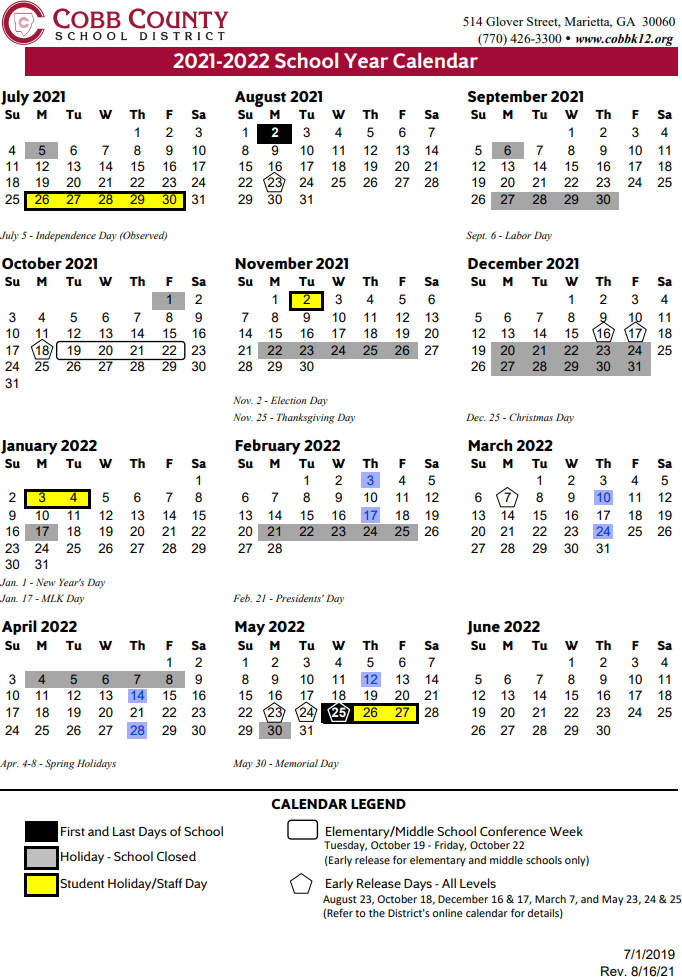 COBB COUNTY
SCHOOL DISTRICT
514 Glover Street, Marietta, GA 30060
(770) 426-3300 • www.cobbk12.org
2021-2022 School Year Calendar
July 2021 August 2021 September 2021
Su M Tu W Th F Sa Su M Tu W Th F Sa Su M Tu W Th F Sa
1 2 3 1 2 3 4 5 6 7 1 2 3 4
4 5 6 7 8 9 10 8 9 10 11 12 13 14 5 6 7 8 9 10 11
11 12 13 14 15 16 17 15 16 17 18 19 20 21 12 13 14 15 16 17 18
18 19 20 21 22 23 24 22 23 24 25 26 27 28 19 20 21 22 23 24 25
25 26 27 28 29 30 31 29 30 31 26 27 28 29 30
July 5 - Independence Day (Observed) Sept. 6 - Labor Day
October 2021 November 2021 December 2021
Su M Tu W Th F Sa Su M Tu W Th F Sa Su M Tu W Th F Sa
1 2 1 2 3 4 5 6 1 2 3 4
3 4 5 6 7 8 9 7 8 9 10 11 12 13 5 6 7 8 9 10 11
10 11 12 13 14 15 16 14 15 16 17 18 19 20 12 13 14 15 16 17 18
17 18 19 20 21 22 23 21 22 23 24 25 26 27 19 20 21 22 23 24 25
24 25 26 27 28 29 30 28 29 30 26 27 28 29 30 31
31
Nov. 2 - Election Day
Nov. 25 - Thanksgiving Day Dec. 25 - Christmas Day
January 2022 February 2022 March 2022
Su M Tu W Th F Sa Su M Tu W Th F Sa Su M Tu W Th F Sa
1 1 2 3 4 5 1 2 3 4 5
2 3 4 5 6 7 8 6 7 8 9 10 11 12 6 7 8 9 10 11 12
9 10 11 12 13 14 15 13 14 15 16 17 18 19 13 14 15 16 17 18 19
16 17 18 19 20 21 22 20 21 22 23 24 25 26 20 21 22 23 24 25 26
23 24 25 26 27 28 29 27 28 27 28 29 30 31
30 31
Jan. 1 - New Year's Day
Jan. 17 - MLK Day Feb. 21 - Presidents' Day
April 2022 May 2022 June 2022
Su M Tu W Th F Sa Su M Tu W Th F Sa Su M Tu W Th F Sa
1 2 1 2 3 4 5 6 7 1 2 3 4
3 4 5 6 7 8 9 8 9 10 11 12 13 14 5 6 7 8 9 10 11
10 11 12 13 14 15 16 15 16 17 18 19 20 21 12 13 14 15 16 17 18
17 18 19 20 21 22 23 22 23 24 25 26 27 28 19 20 21 22 23 24 25
24 25 26 27 28 29 30 29 30 31 26 27 28 29 30
Apr. 4-8 - Spring Holidays May 30 - Memorial Day
CALENDAR LEGEND
First and Last Days of School
Holiday - School Closed
Student Holiday/Staff Day
Elementary/Middle School Conference Week
Tuesday, October 19 - Friday, October 22
(Early release for elementary and middle schools only)
Early Release Days - All Levels
August 23, October 18, December 16 & 17, March 7, and May 23, 24 & 25
(Refer to the District's online calendar for details)
7/1/2019
Rev. 8/16/21